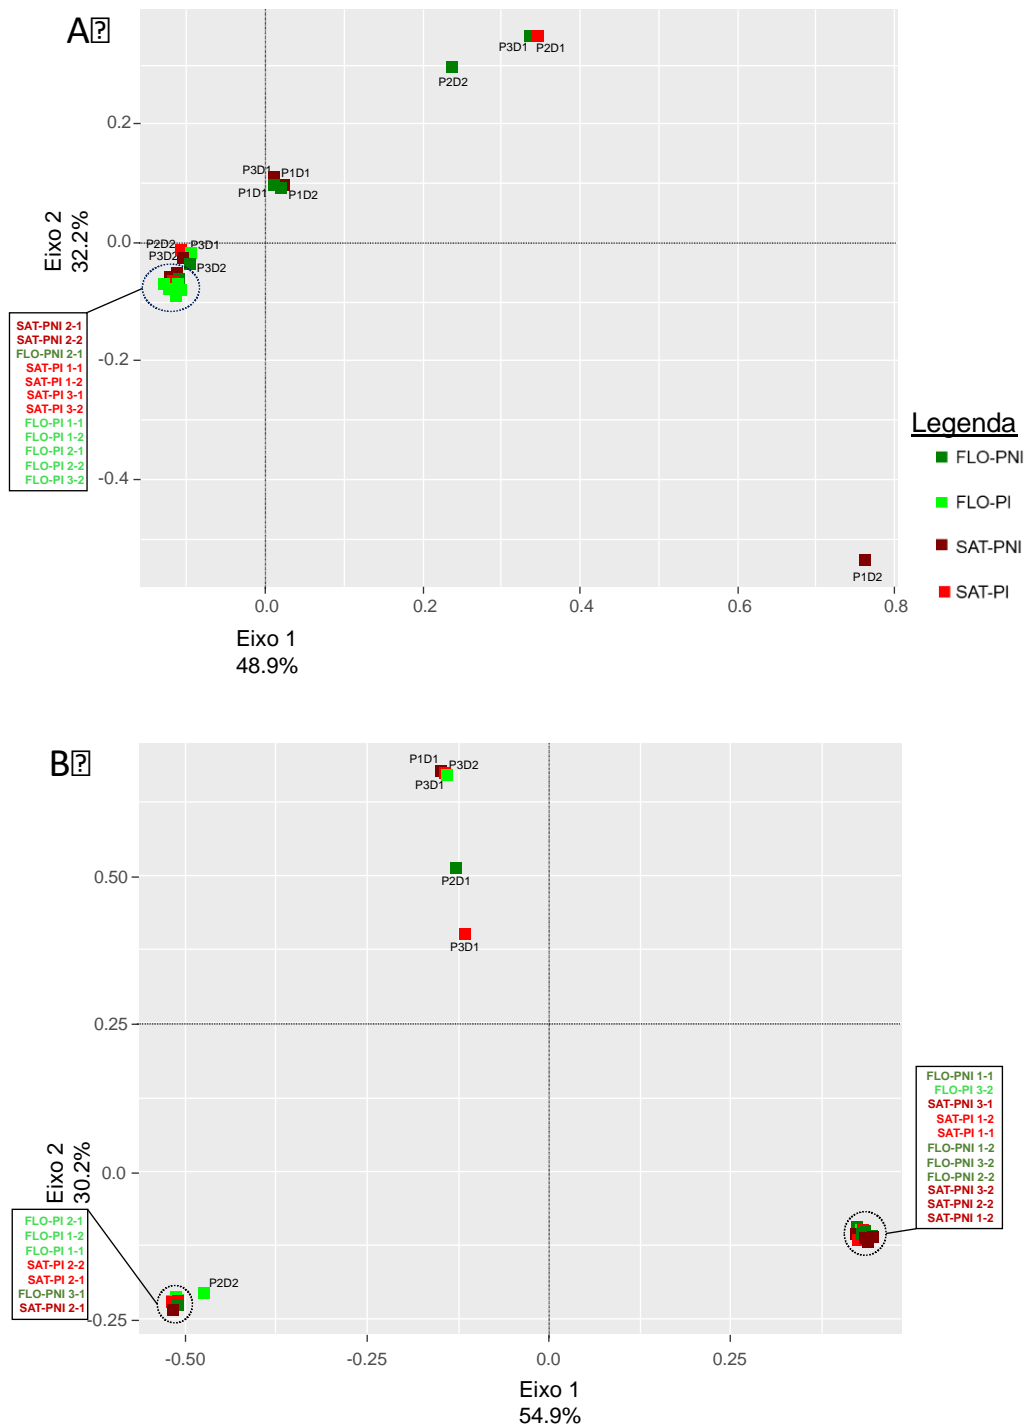 A⍰
P3D1 P2D1
P2D2
0.2
P3D1 P1D1
P1D1 P1D2
Eixo 2
32.2%
0.0
P2D2 P3D1
P3D2 P3D2
SAT-PNI 2-1
SAT-PNI 2-2
FLO-PNI 2-1
SAT-PI 1-1
SAT-PI 1-2
SAT-PI 3-1
SAT-PI 3-2
FLO-PI 1-1
FLO-PI 1-2
FLO-PI 2-1
FLO-PI 2-2
FLO-PI 3-2
-0.2
-0.4
P1D2
0.0 0.2 0.4 0.6 0.8
Eixo 1
48.9%
Legenda
FLO-PNI
FLO-PI
SAT-PNI
SAT-PI
B⍰
P1D1 P3D2
P3D1
0.50
P2D1
P3D1
0.25
FLO-PNI 1-1
FLO-PI 3-2
SAT-PNI 3-1
SAT-PI 1-2
SAT-PI 1-1
FLO-PNI 1-2
FLO-PNI 3-2
FLO-PNI 2-2
SAT-PNI 3-2
SAT-PNI 2-2
SAT-PNI 1-2
Eixo 2
30.2%
0.0
FLO-PI 2-1
FLO-PI 1-2
FLO-PI 1-1
SAT-PI 2-2
SAT-PI 2-1
FLO-PNI 3-1
SAT-PNI 2-1
P2D2
-0.25
-0.50 -0.25 0.0 0.25
Eixo 1
54.9%